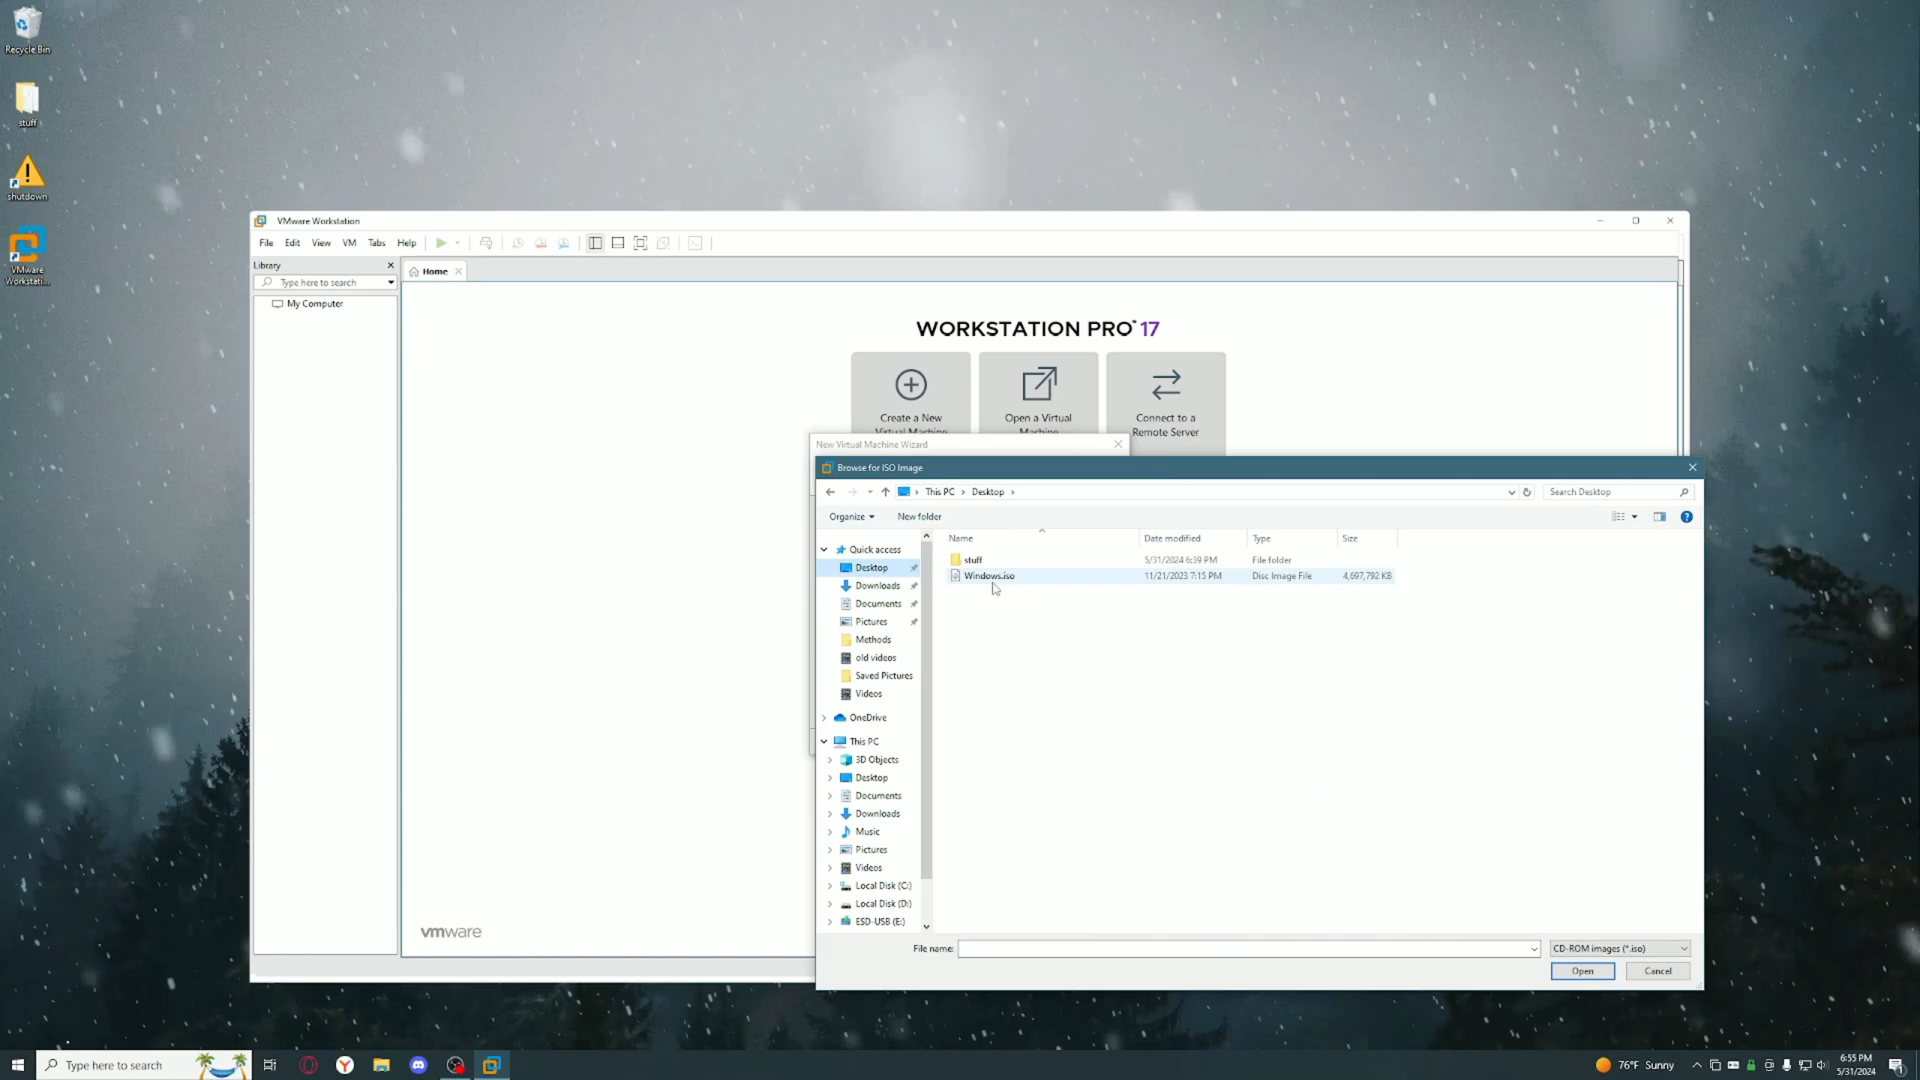 Recycle Bin
stuff
shutdown
VMware
Workstati...
VMware Workstation
File Edit View VM Tabs Help
Library
Type here to search
My Computer
Home
WORKSTATION PRO™ 17
Create a New
Virtual Machine
Open a Virtual
Machine
Connect to a
Remote Server
New Virtual Machine Wizard
Browse for ISO Image
This PC › Desktop ›
Search Desktop
Organize
New folder
Name Date modified Type Size
stuff 5/31/2024 6:39 PM File folder
Windows.iso 11/21/2023 7:15 PM Disc Image File 4,697,792 KB
Quick access
Desktop
Downloads
Documents
Pictures
Methods
old videos
Saved Pictures
Videos
OneDrive
This PC
3D Objects
Desktop
Documents
Downloads
Music
Pictures
Videos
Local Disk (C:)
Local Disk (D:)
ESD-USB (E:)
File name:
CD-ROM images (*.iso)
Open
Cancel
vmware
Type here to search
76°F Sunny
6:55 PM
5/31/2024